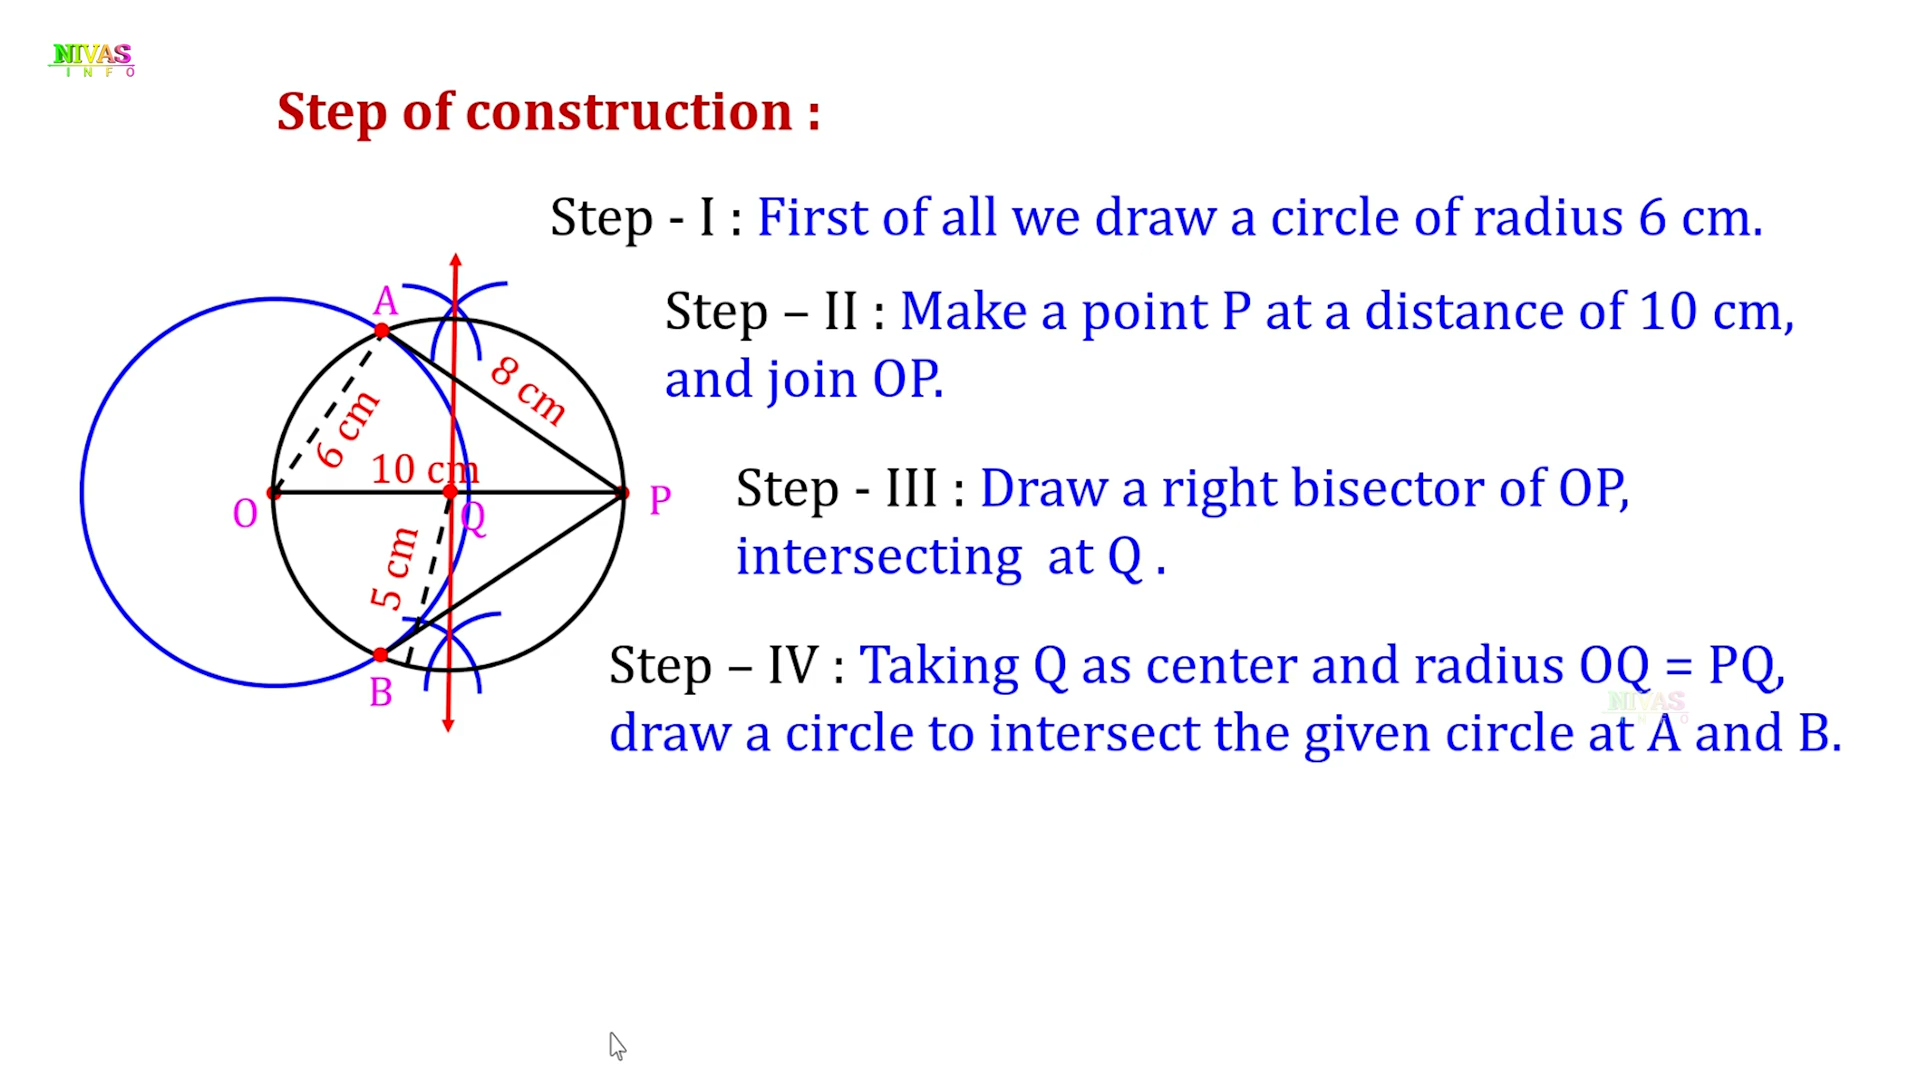 NIVAS
INFO
Step of construction :
Step - I : First of all we draw a circle of radius 6 cm.
Step – II : Make a point P at a distance of 10 cm,
and join OP.
Step - III : Draw a right bisector of OP,
intersecting at Q .
Step – IV : Taking Q as center and radius OQ = PQ,
draw a circle to intersect the given circle at A and B.
A
8 cm
6 cm
10 cm
O
Q
P
5 cm
B
NIVAS
INFO